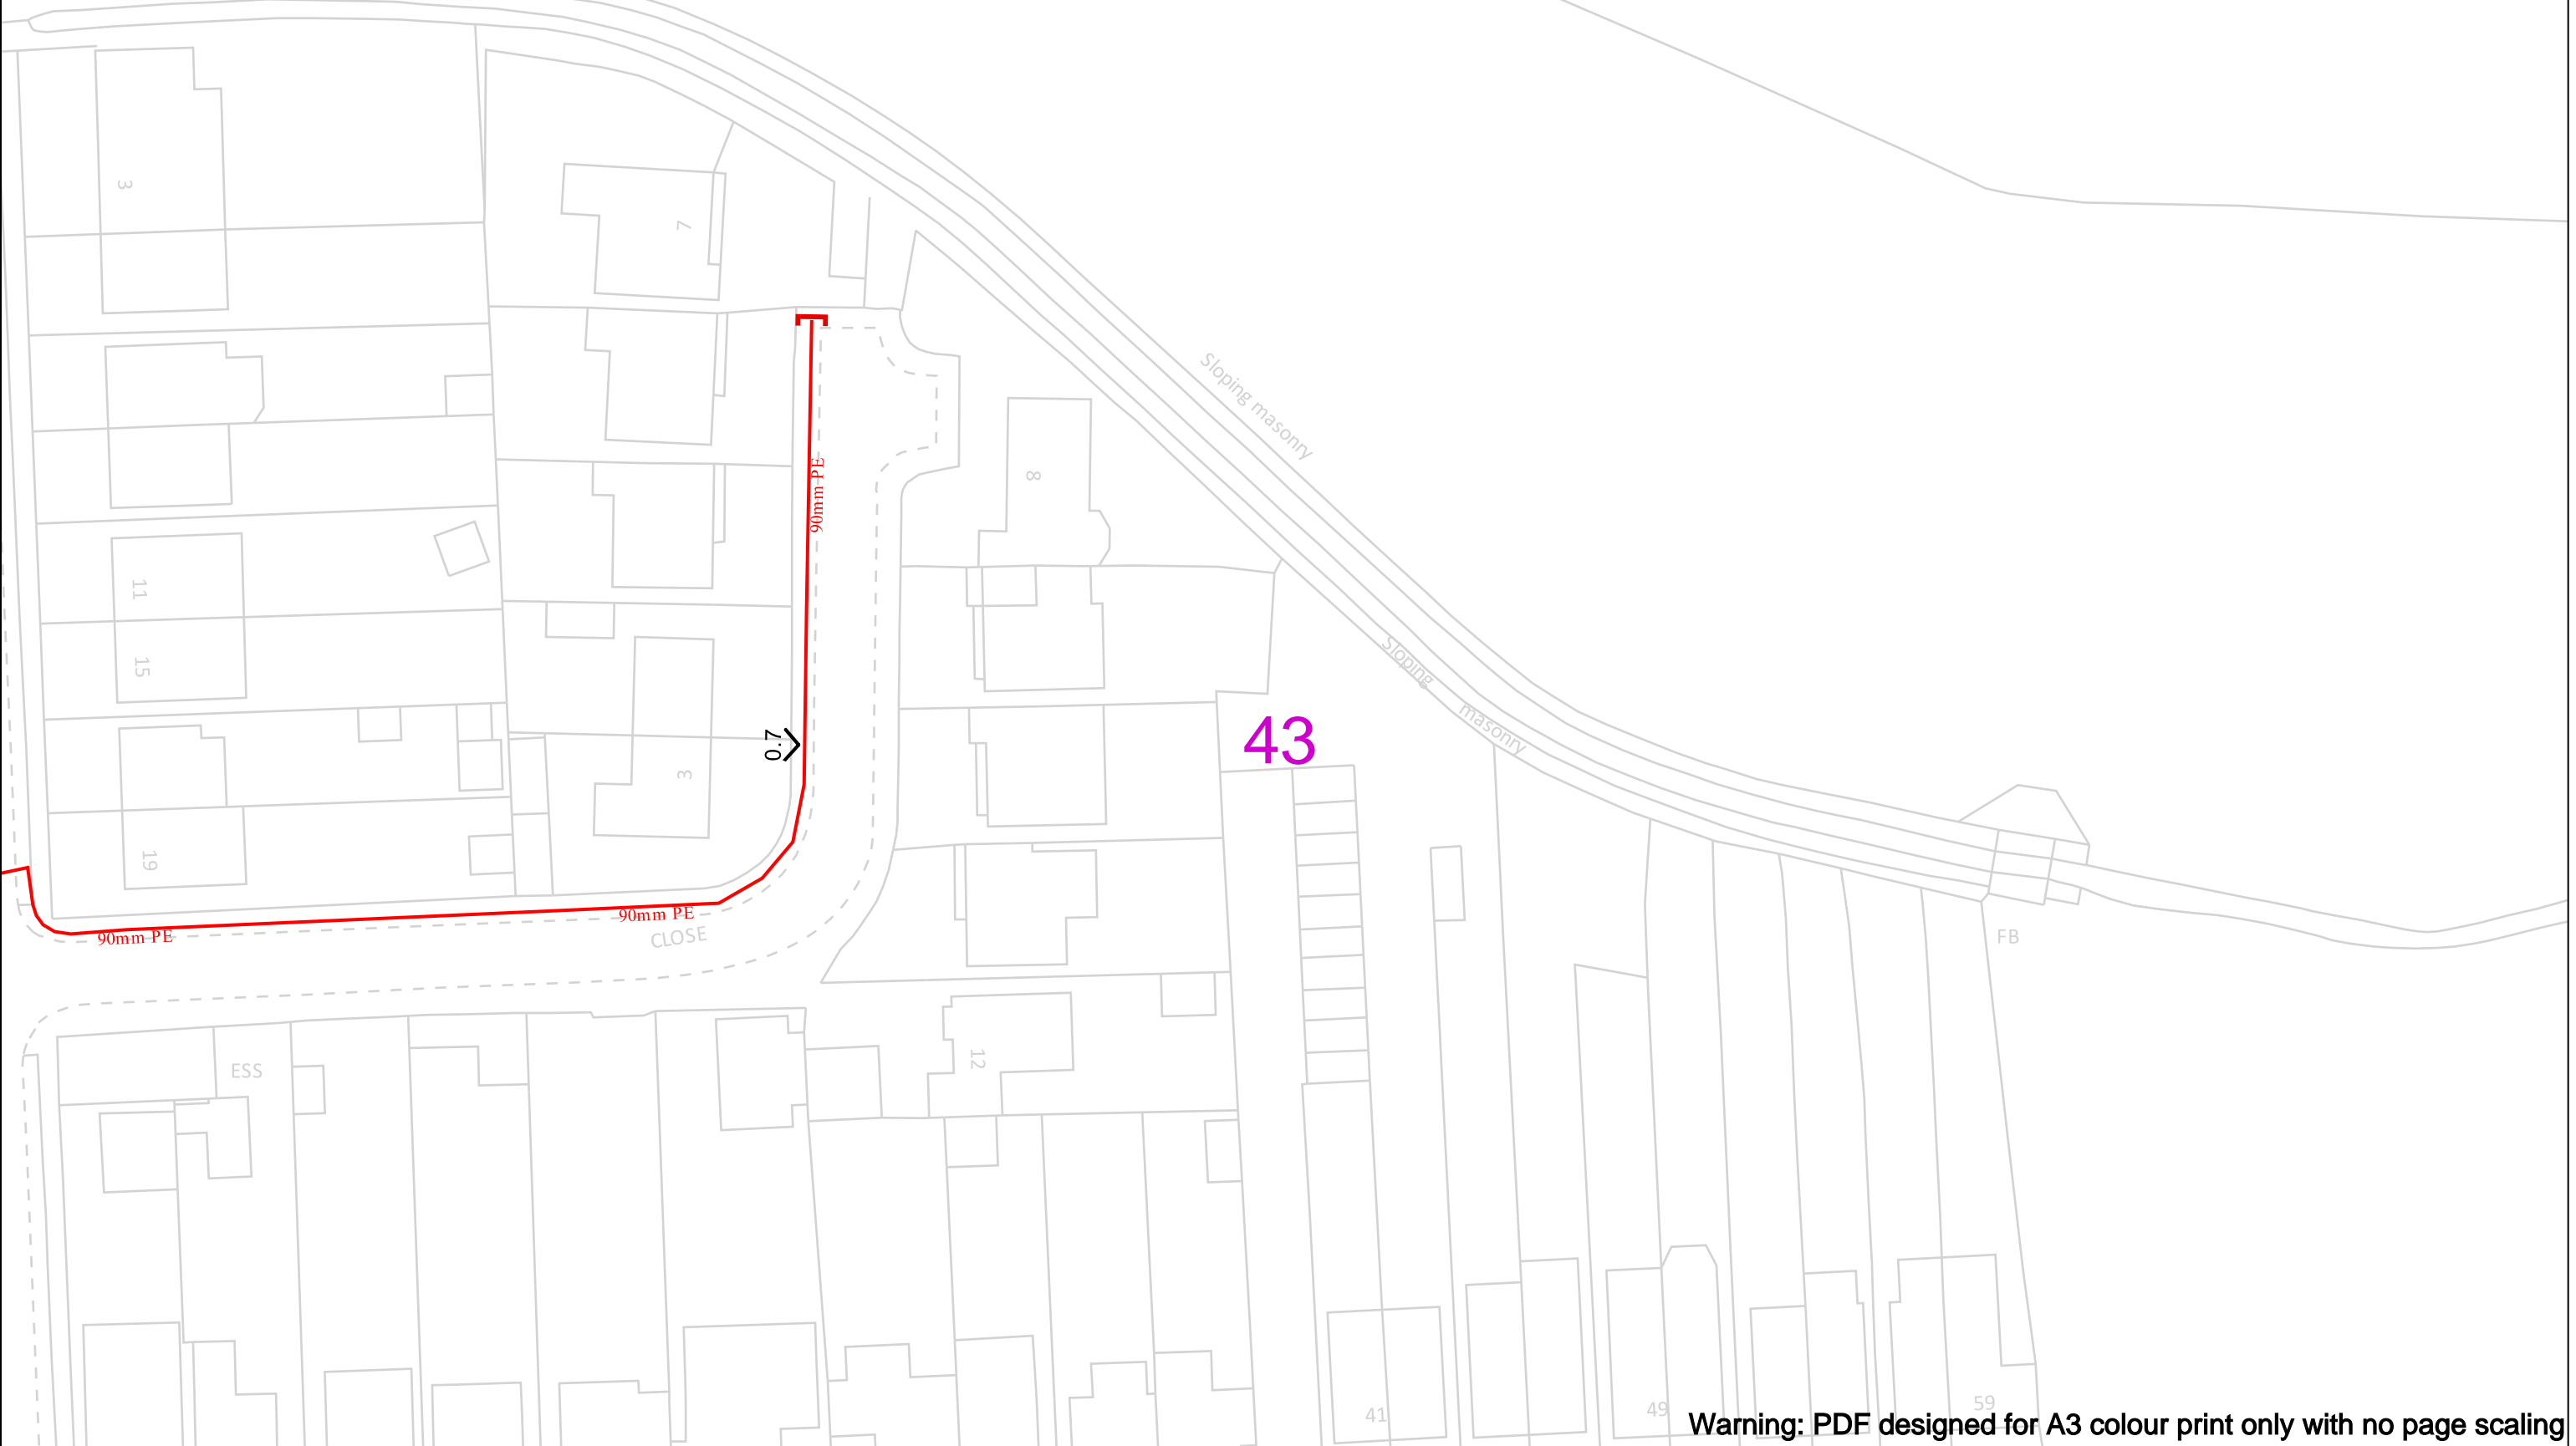 3
7
Sloping masonry
90mm PE
8
11
15
Sloping
masonry
43
0.7
3
19
90mm PE
90mm PE
CLOSE
FB
12
ESS
41
49
59
Warning: PDF designed for A3 colour print only with no page scaling